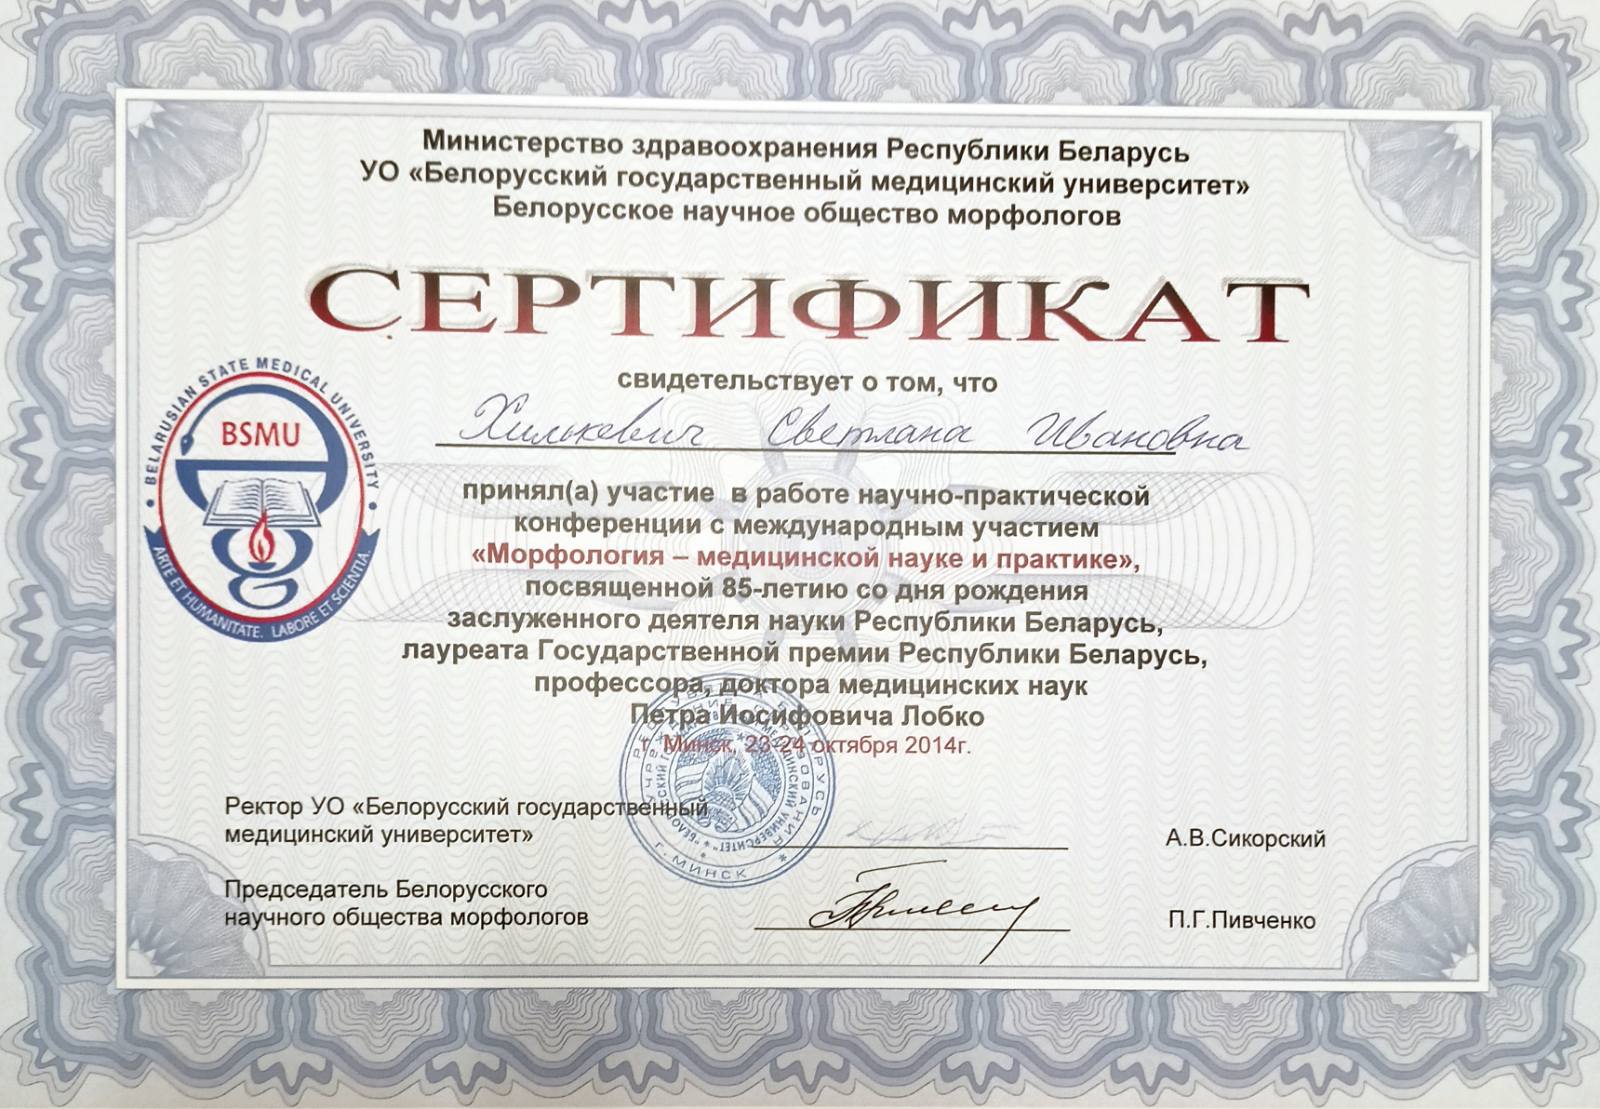 Министерство здравоохранения Республики Беларусь
УО «Белорусский государственный медицинский университет»
Белорусское научное общество морфологов
СЕРТИФИКАТ
свидетельствует о том, что
Хилькевич Светлана Ивановна
BELARUSIAN STATE MEDICAL UNIVERSITY
BSMU
ARTE ET HUMANITATE. LABORE ET SCIENTIA.
принял(а) участие в работе научно-практической
конференции с международным участием
«Морфология – медицинской науке и практике»,
посвященной 85-летию со дня рождения
заслуженного деятеля науки Республики Беларусь,
лауреата Государственной премии Республики Беларусь,
профессора, доктора медицинских наук
Петра Иосифовича Лобко
г. Минск, 23-24 октября 2014г.
Ректор УО «Белорусский государственный
медицинский университет»
А.В.Сикорский
Г. МИНСК
Председатель Белорусского
научного общества морфологов
П.Г.Пивченко